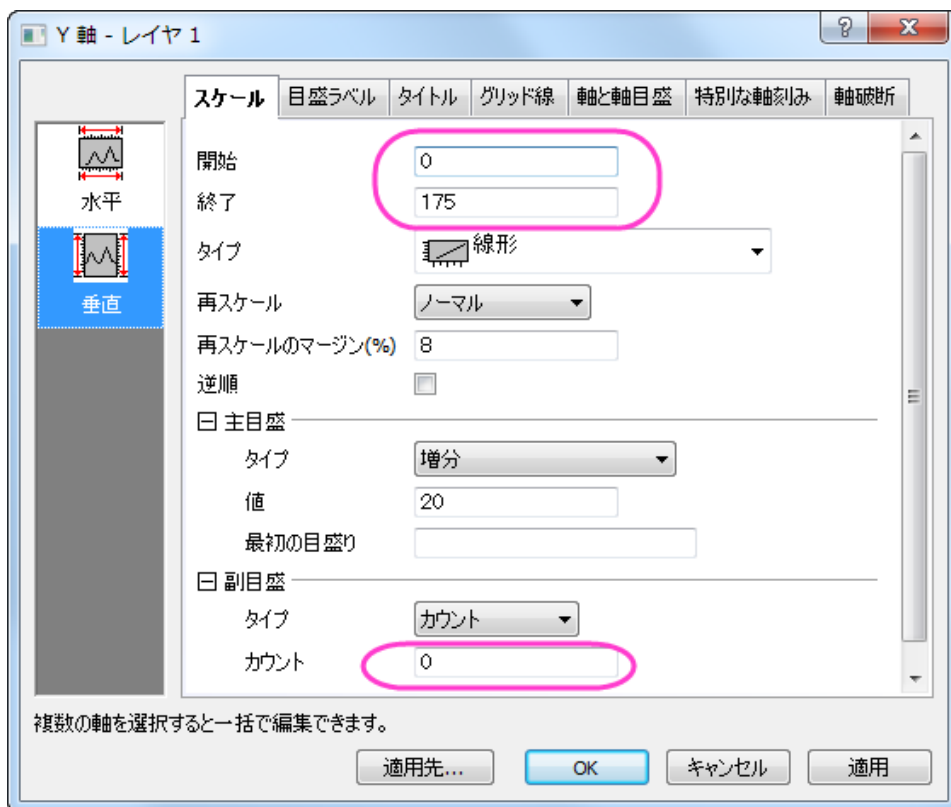 Y 軸 - レイヤ 1
スケール 目盛ラベル タイトル グリッド線 軸と軸目盛 特別な軸刻み 軸破断
水平
垂直
開始 0
終了 175
タイプ 線形
再スケール ノーマル
再スケールのマージン(%) 8
逆順
主目盛
タイプ 増分
値 20
最初の目盛り
副目盛
タイプ カウント
カウント 0
複数の軸を選択すると一括で編集できます。
適用先... OK キャンセル 適用